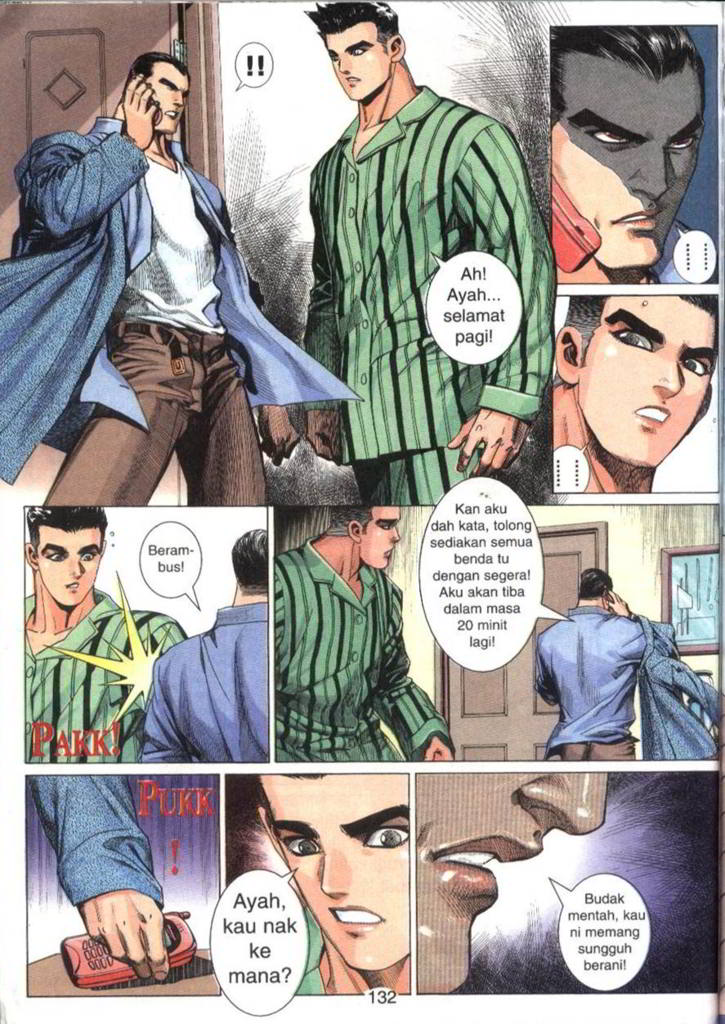 !!
Ah!
Ayah...
selamat
pagi!
Beram-
bus!
PAKK!
Kan aku
dah kata, tolong
sediakan semua
benda tu
dengan segera!
Aku akan tiba
dalam masa
20 minit
lagi!
PUKK
!
Ayah,
kau nak
ke
mana?
Budak
mentah, kau
ni memang
sungguh
berani!
132